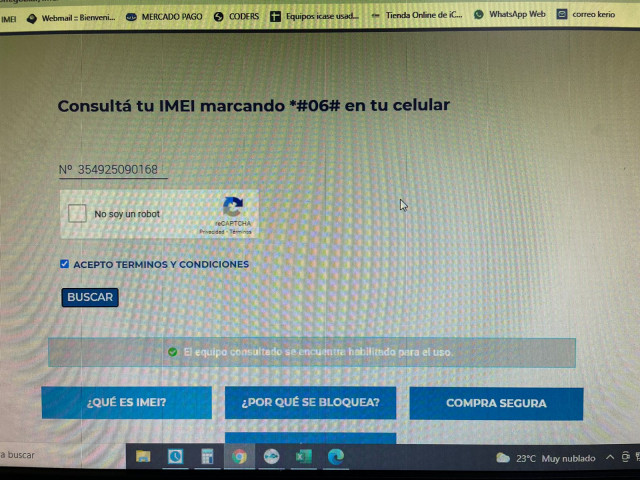 IMEI Webmail :: Bienveni... MERCADO PAGO CODERS Equipos icase usad... Tienda Online de iC... WhatsApp Web correo kerio
Consultá tu IMEI marcando *#06# en tu celular
Nº 354925090168
No soy un robot
reCAPTCHA
Privacidad - Términos
ACEPTO TERMINOS Y CONDICIONES
BUSCAR
El equipo consultado se encuentra habilitado para el uso.
¿QUÉ ES IMEI? ¿POR QUÉ SE BLOQUEA? COMPRA SEGURA
a buscar
23°C Muy nublado